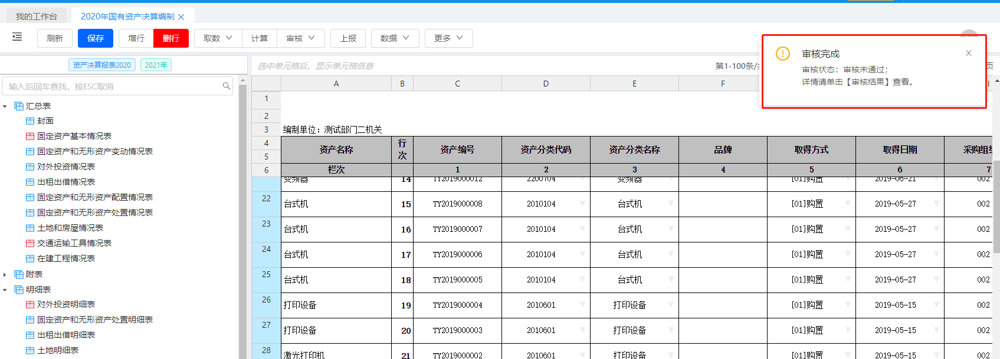 我的工作台 2020年国有资产决算编制
刷新 保存 增行 删行 取数 计算 审核 上报 数据 更多
审核完成
审核状态：审核未通过；
详情请单击【审核结果】查看。
资产决算报表2020 2021年
选中单元格后，显示单元格信息 第1-100条/ 页
输入后回车查找，按ESC取消
汇总表
封面
固定资产基本情况表
固定资产和无形资产变动情况表
对外投资情况表
出租出借情况表
固定资产和无形资产配置情况表
固定资产和无形资产处置情况表
土地和房屋情况表
交通运输工具情况表
在建工程情况表
附表
明细表
对外投资明细表
固定资产和无形资产处置明细表
出租出借明细表
土地明细表
A B C D E F
1
2
3 编制单位：测试部门二机关
4
5
资产名称 行次 资产编号 资产分类代码 资产分类名称 品牌 取得方式 取得日期 采购组
6 栏次 1 2 3 4 5 6 7
变频器 14 TY2019000012 2200704 变频器 [01]购置 2019-06-21 002
22 台式机 15 TY2019000008 2010104 台式机 [01]购置 2019-05-27 002
23 台式机 16 TY2019000007 2010104 台式机 [01]购置 2019-05-27 002
24 台式机 17 TY2019000006 2010104 台式机 [01]购置 2019-05-27 002
25 台式机 18 TY2019000005 2010104 台式机 [01]购置 2019-05-27 002
26 打印设备 19 TY2019000004 2010601 打印设备 [01]购置 2019-05-15 002
27 打印设备 20 TY2019000003 2010601 打印设备 [01]购置 2019-05-15 002
28 激光打印机 21 TY2019000002 2010601 打印设备 [01]购置 2019-05-15 002